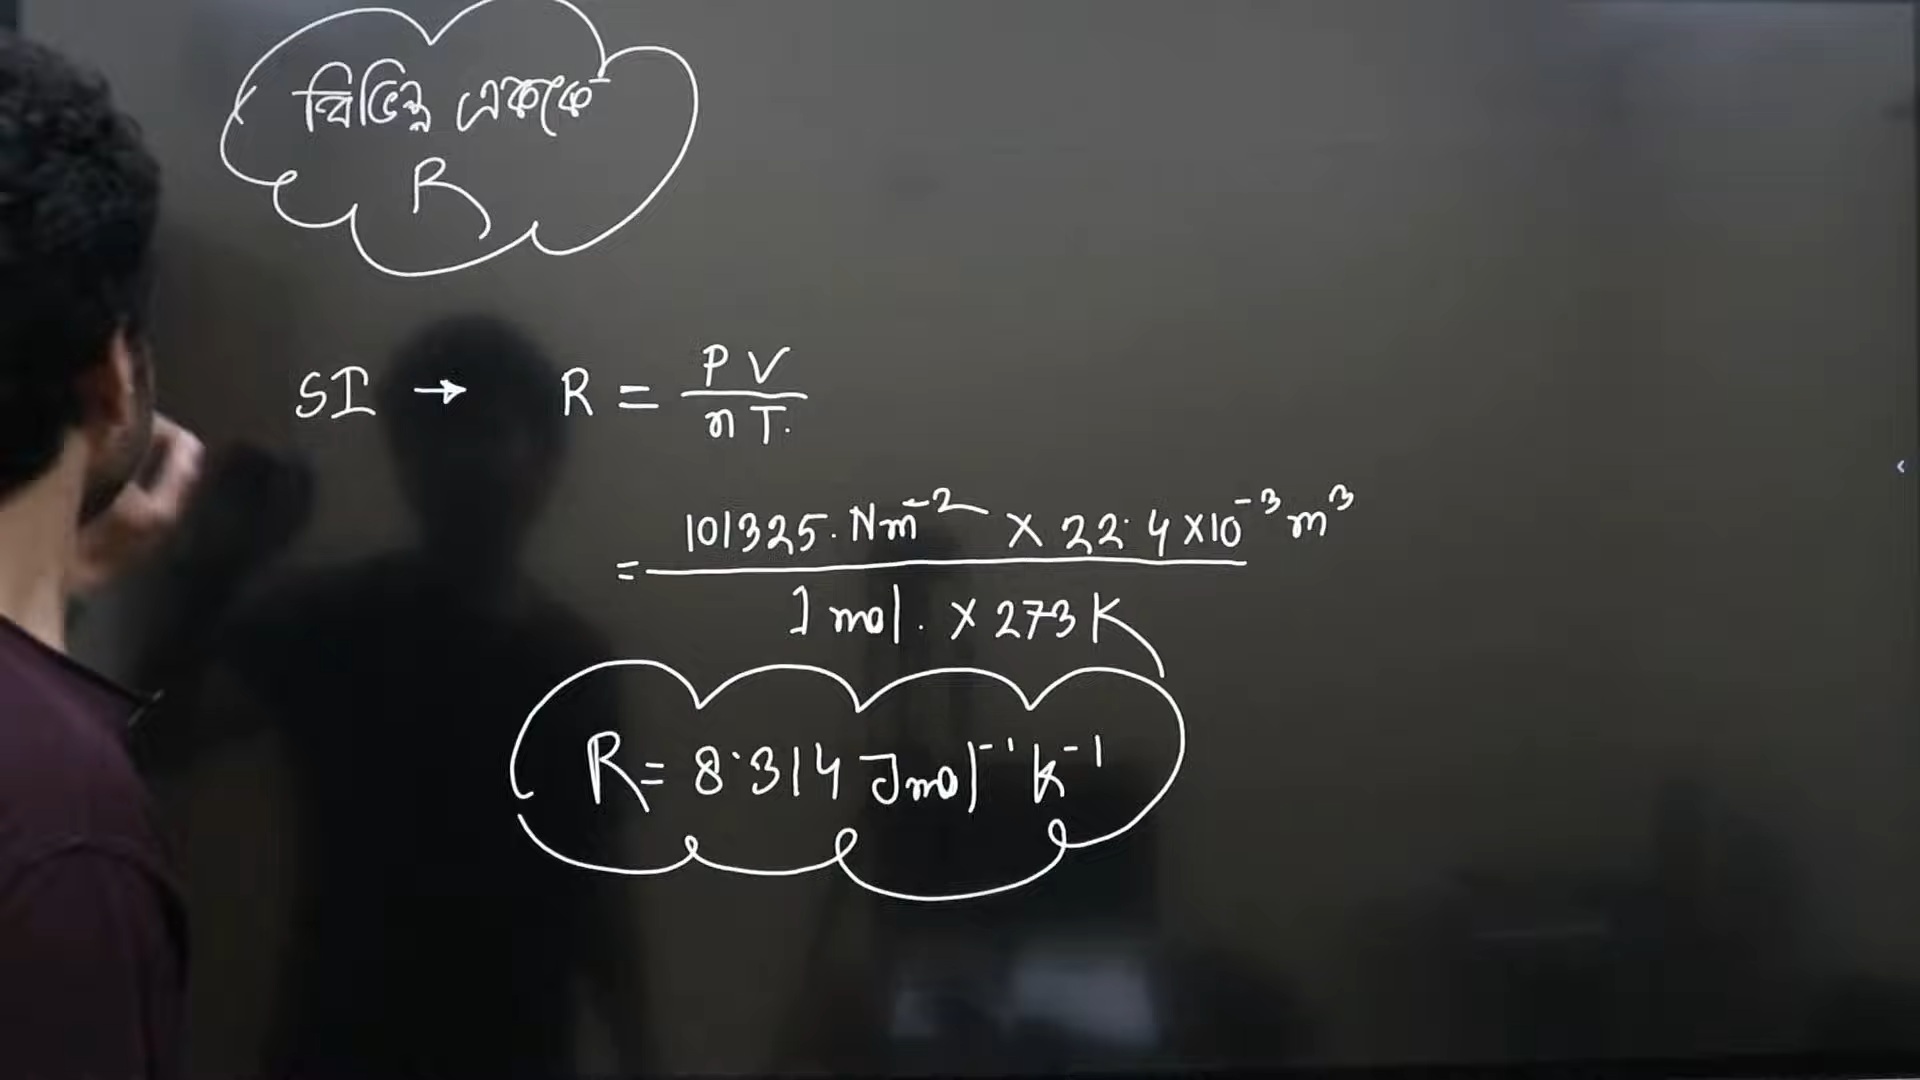 বিভিন্ন এককে
R
SI → R = PV / nT.
= 101325. Nm⁻² × 22.4 ×10⁻³ m³ / 1 mol. × 273 K
R = 8.314 Jmol⁻¹ K⁻¹